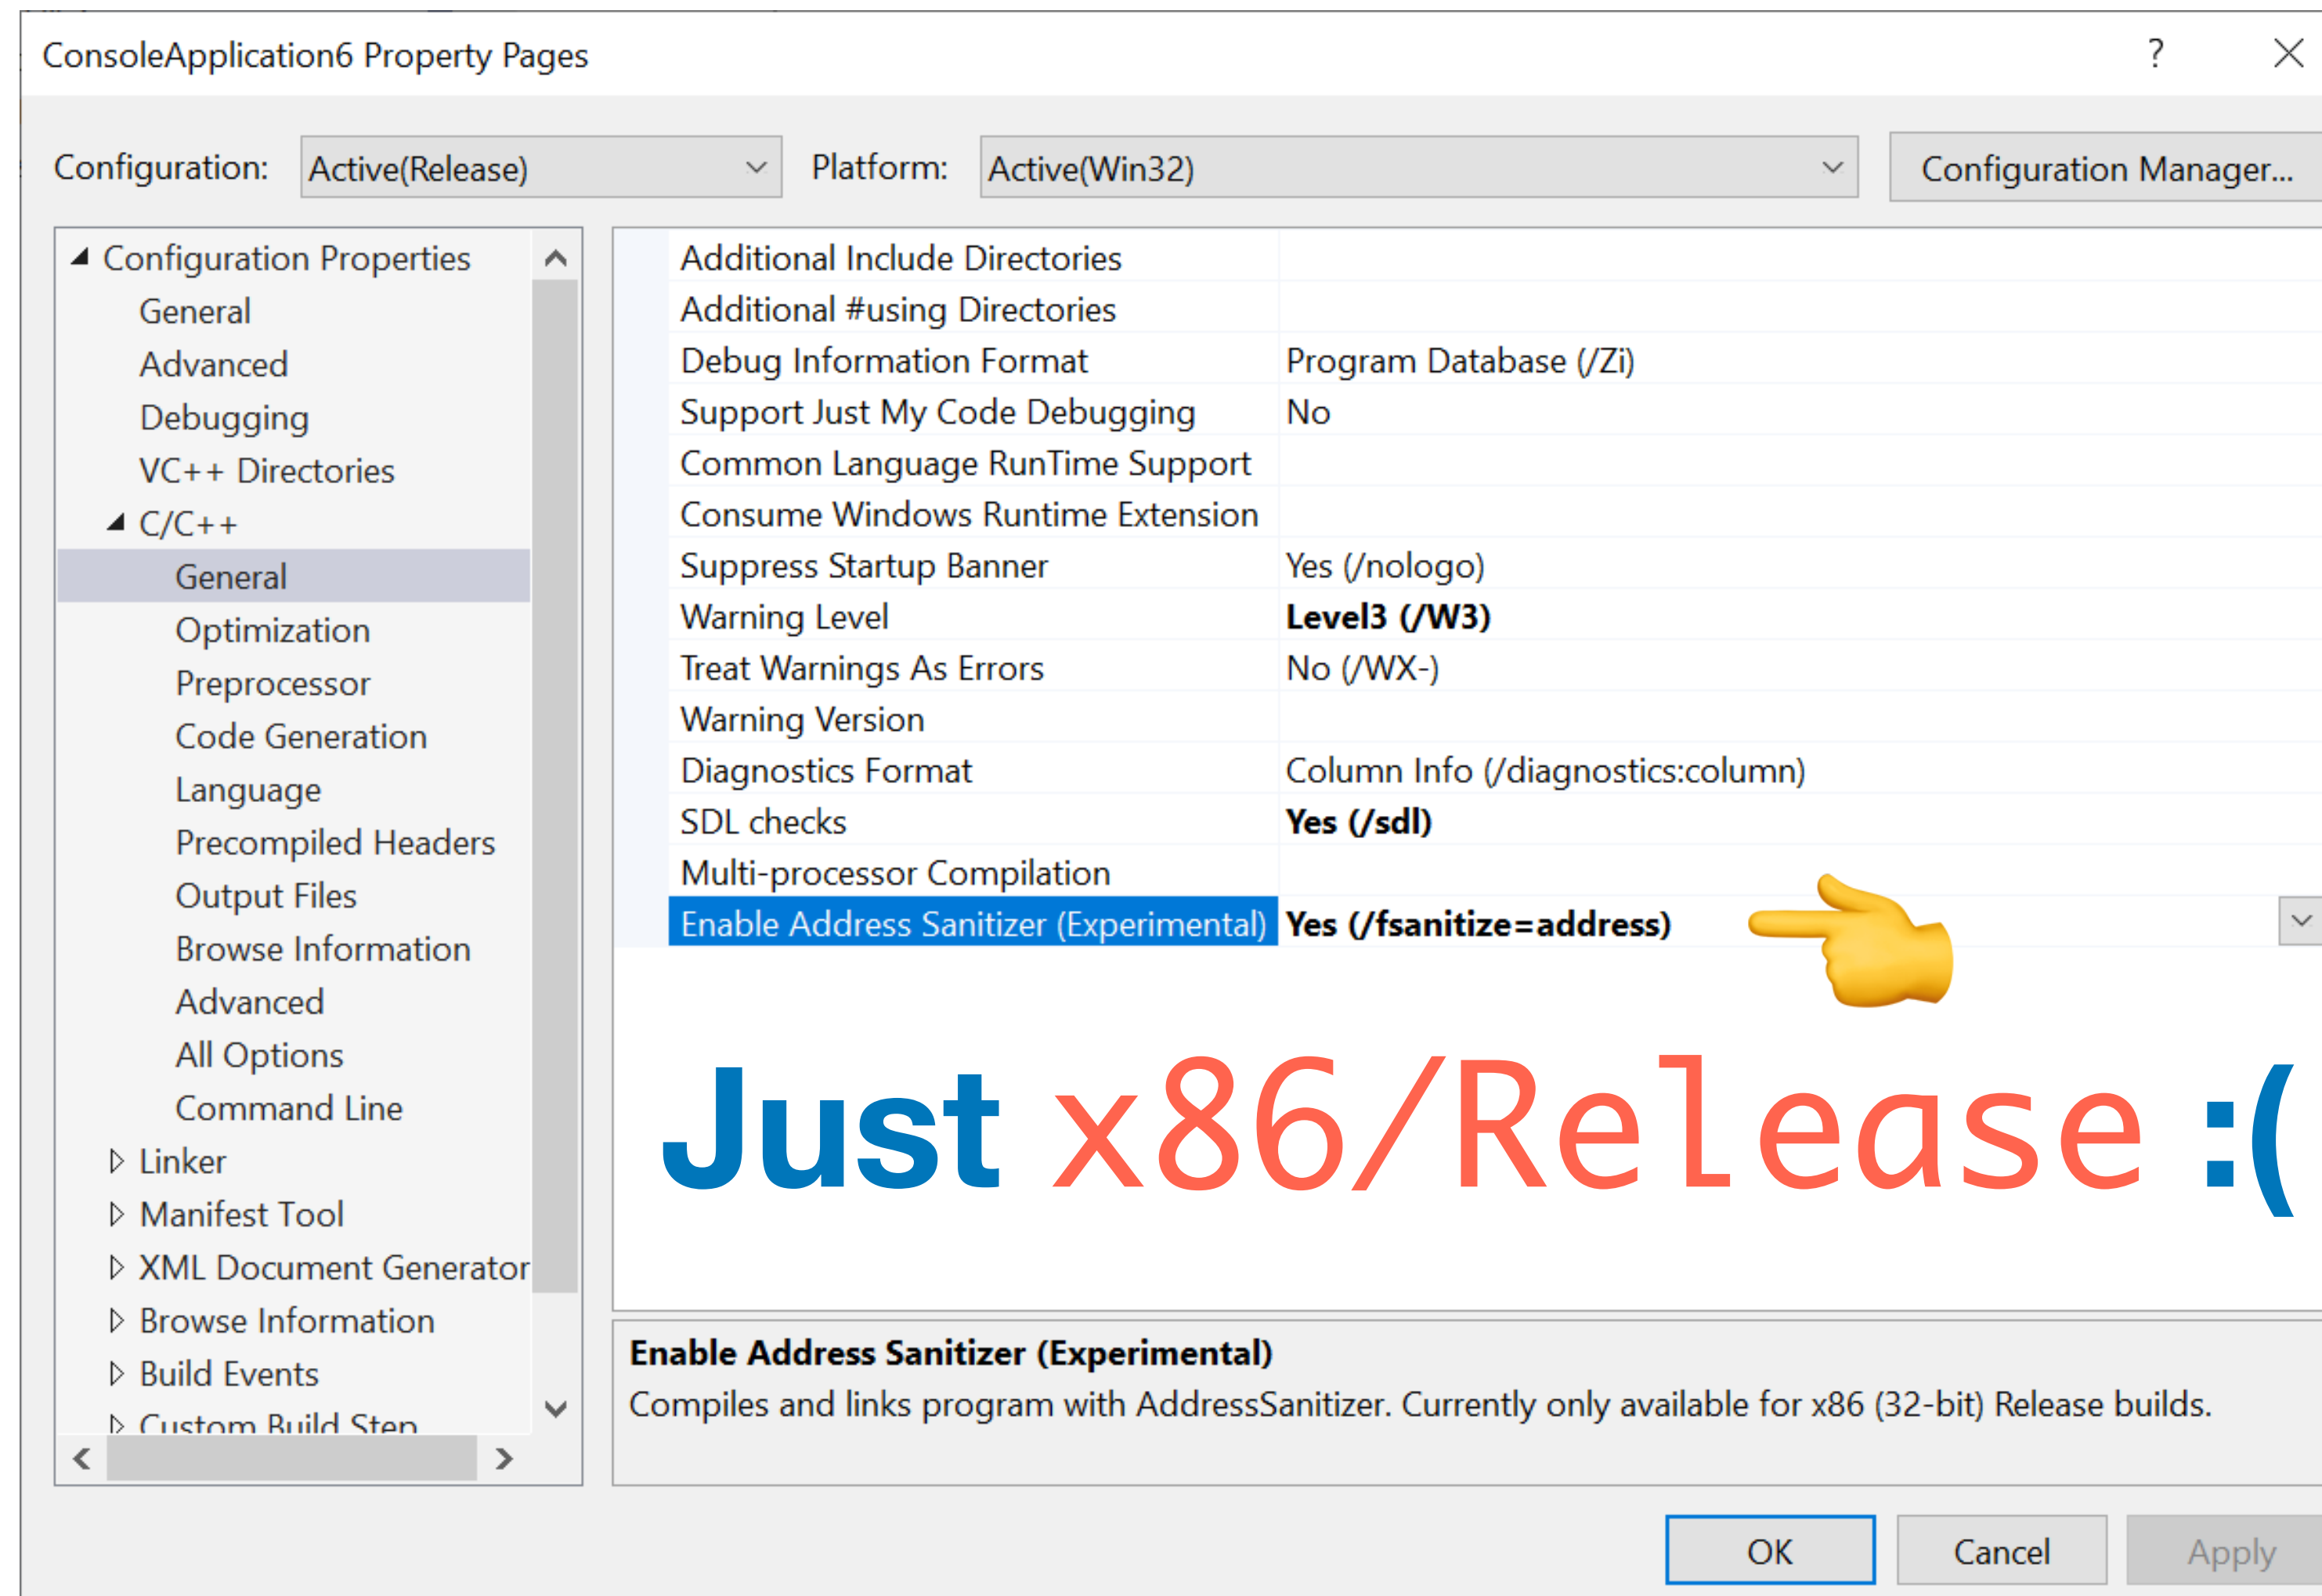 ConsoleApplication6 Property Pages
?
Configuration: Active(Release) Platform: Active(Win32) Configuration Manager...
Configuration Properties
General
Advanced
Debugging
VC++ Directories
C/C++
General
Optimization
Preprocessor
Code Generation
Language
Precompiled Headers
Output Files
Browse Information
Advanced
All Options
Command Line
Linker
Manifest Tool
XML Document Generator
Browse Information
Build Events
Custom Build Step
Additional Include Directories
Additional #using Directories
Debug Information Format Program Database (/Zi)
Support Just My Code Debugging No
Common Language RunTime Support
Consume Windows Runtime Extension
Suppress Startup Banner Yes (/nologo)
Warning Level Level3 (/W3)
Treat Warnings As Errors No (/WX-)
Warning Version
Diagnostics Format Column Info (/diagnostics:column)
SDL checks Yes (/sdl)
Multi-processor Compilation
Enable Address Sanitizer (Experimental) Yes (/fsanitize=address)
Just x86/Release :(
Enable Address Sanitizer (Experimental)
Compiles and links program with AddressSanitizer. Currently only available for x86 (32-bit) Release builds.
OK Cancel Apply